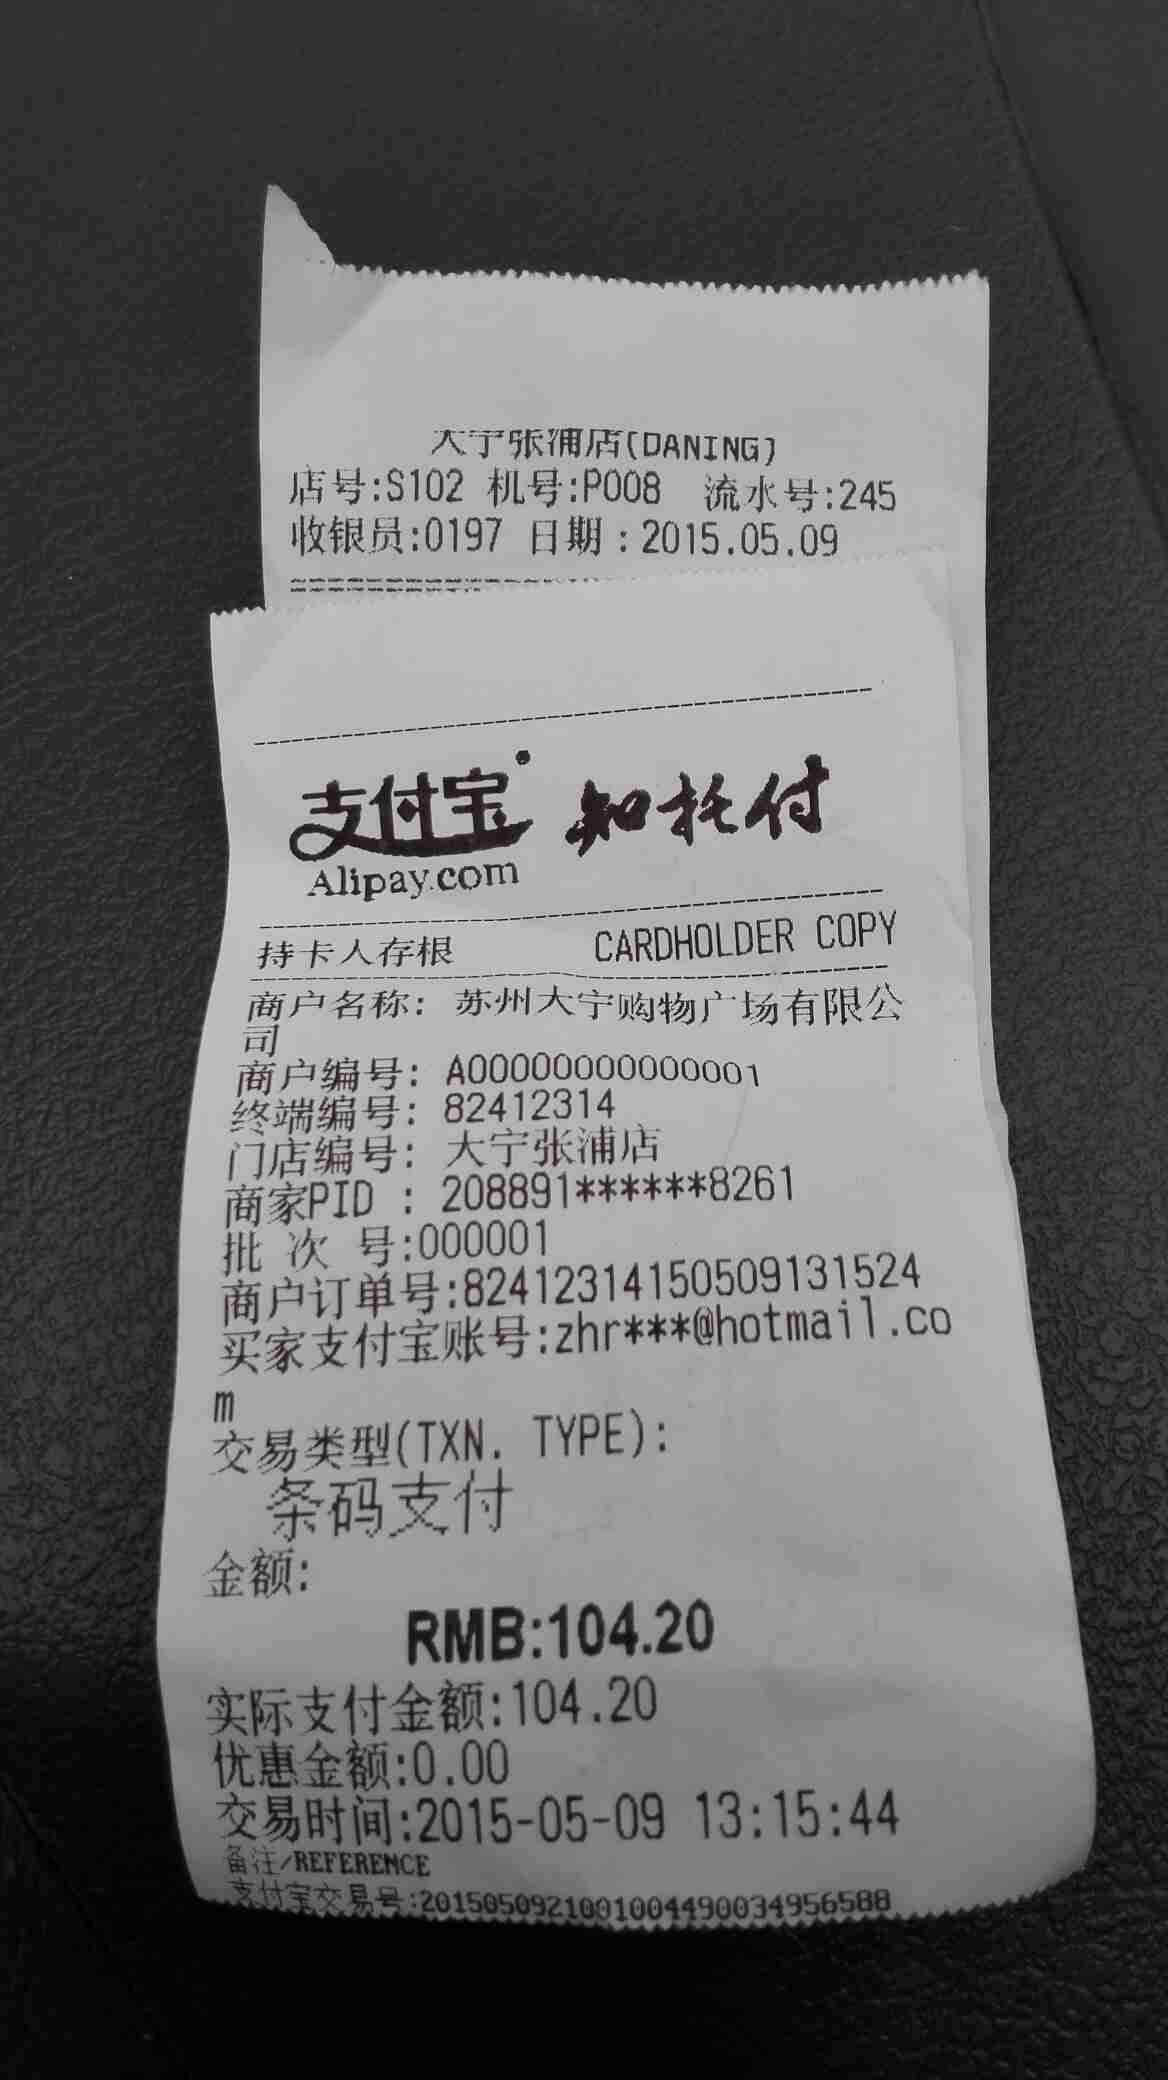 大宁张浦店(DANING)
店号:S102 机号:P008 流水号:245
收银员:0197 日期:2015.05.09
支付宝 知托付
Alipay.com
持卡人存根 CARDHOLDER COPY
商户名称: 苏州大宁购物广场有限公
司
商户编号: A00000000000001
终端编号: 82412314
门店编号: 大宁张浦店
商家PID : 208891******8261
批 次 号:000001
商户订单号:82412314150509131524
买家支付宝账号:zhr***@hotmail.co
m
交易类型(TXN. TYPE):
条码支付
金额:
RMB:104.20
实际支付金额:104.20
优惠金额:0.00
交易时间:2015-05-09 13:15:44
备注/REFERENCE
支付宝交易号:2015050921001004490034956588